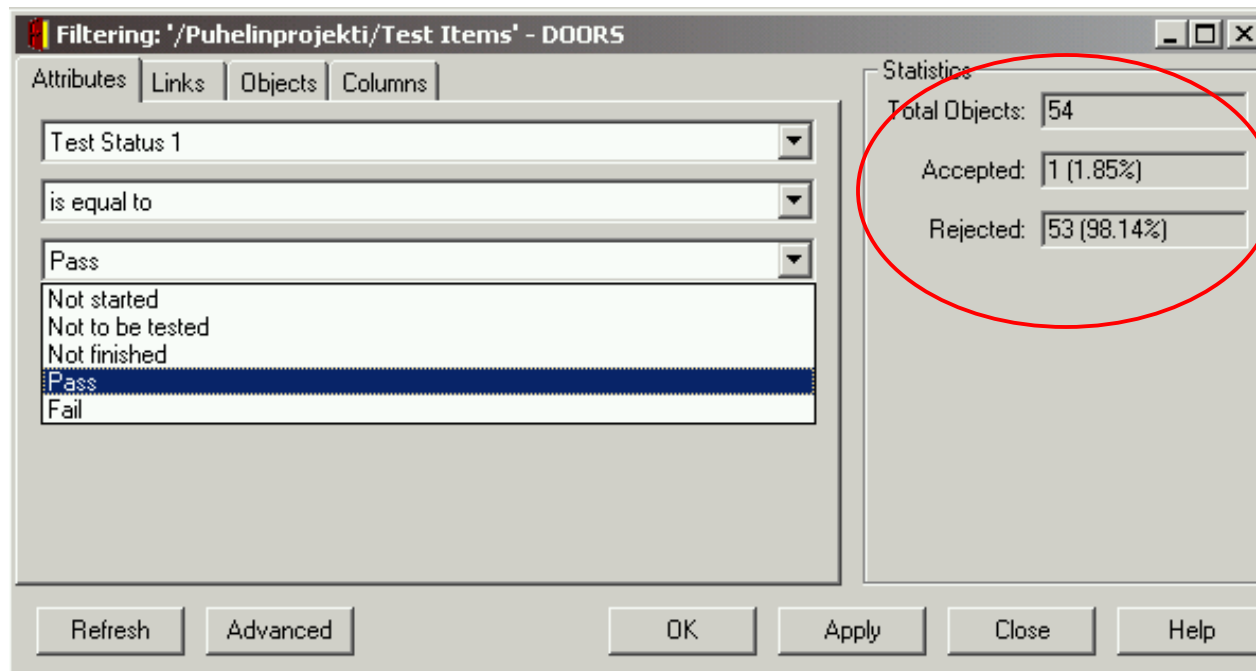 Filtering: '/Puhelinprojekti/Test Items' - DOORS
Attributes Links Objects Columns
Test Status 1
is equal to
Pass
Not started
Not to be tested
Not finished
Pass
Fail
Statistics
Total Objects: 54
Accepted: 1 (1.85%)
Rejected: 53 (98.14%)
Refresh Advanced OK Apply Close Help